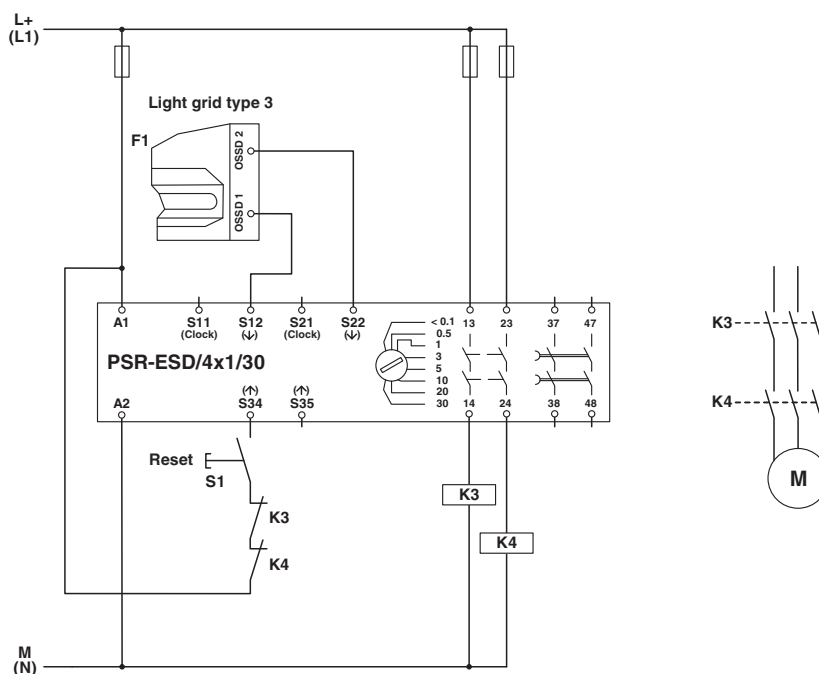 L+
(L1)
Light grid type 3
F1
OSSD 2
OSSD 1
A1 S11 S12 S21 S22 < 0.1 13 23 37 47
(Clock) (↓) (Clock) (↓) 0.5
1
PSR-ESD/4x1/30 3
5
10
(↑) (↑) 20
A2 S34 S35 30 14 24 38 48
Reset
S1
K3
K4
K3
K4
K3
K4
M
M
(N)